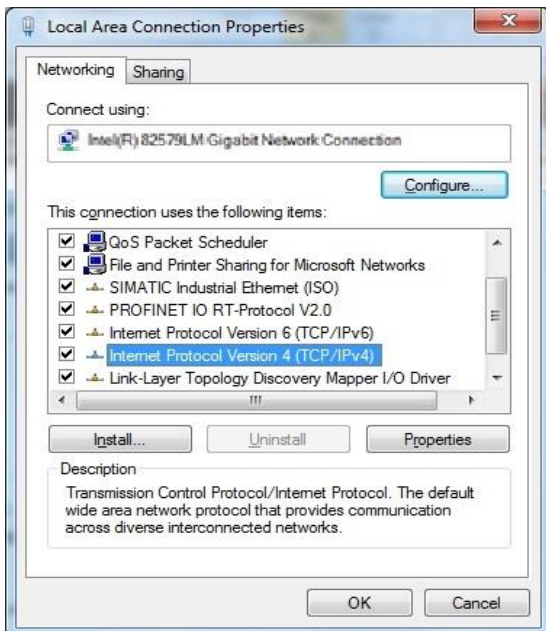 Local Area Connection Properties
Networking
Sharing
Connect using:
Intel(R) 82579LM Gigabit Network Connection
Configure...
This connection uses the following items:
QoS Packet Scheduler
File and Printer Sharing for Microsoft Networks
SIMATIC Industrial Ethernet (ISO)
PROFINET IO RT-Protocol V2.0
Internet Protocol Version 6 (TCP/IPv6)
Internet Protocol Version 4 (TCP/IPv4)
Link-Layer Topology Discovery Mapper I/O Driver
Install...
Uninstall
Properties
Description
Transmission Control Protocol/Internet Protocol. The default
wide area network protocol that provides communication
across diverse interconnected networks.
OK
Cancel